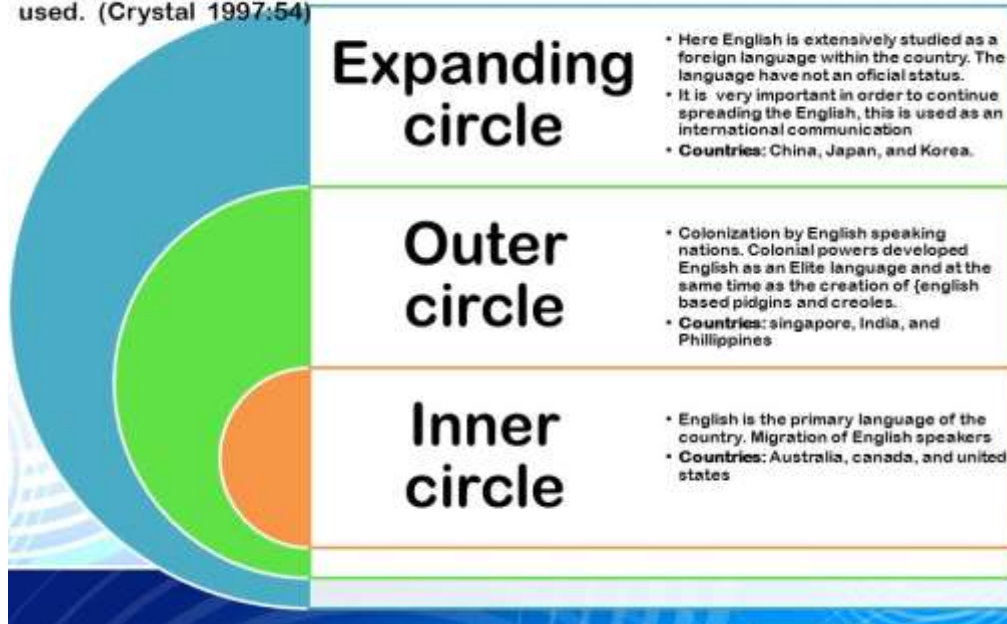 used. (Crystal 1997:54)
Expanding
circle
• Here English is extensively studied as a
foreign language within the country. The
language have not an oficial status.
• It is very important in order to continue
spreading the English, this is used as an
international communication
• Countries: China, Japan, and Korea.
Outer
circle
• Colonization by English speaking
nations. Colonial powers developed
English as an Elite language and at the
same time as the creation of {english
based pidgins and creoles.
• Countries: singapore, India, and
Phillippines
Inner
circle
• English is the primary language of the
country. Migration of English speakers
• Countries: Australia, canada, and united
states